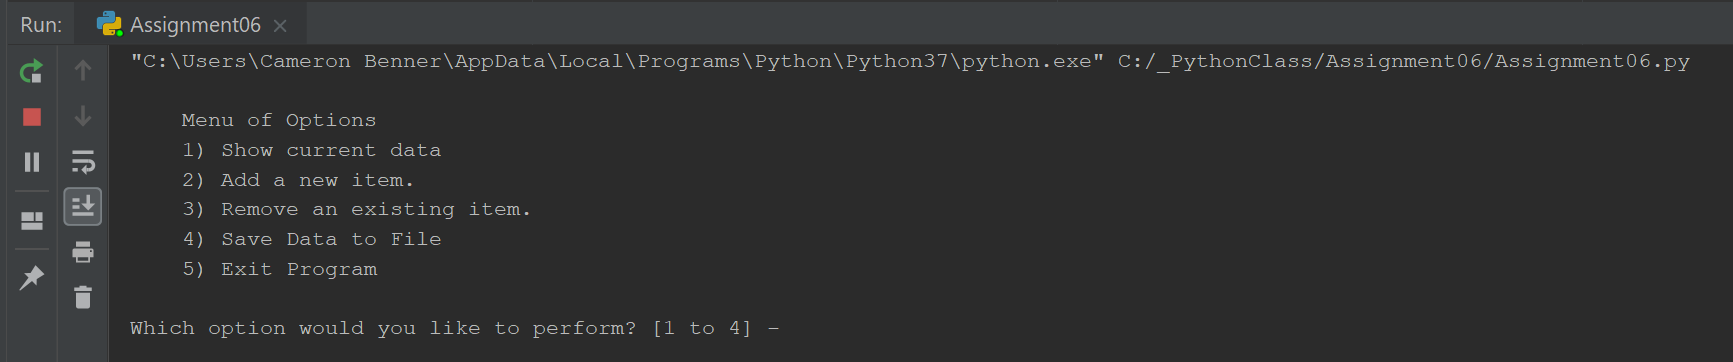 Run: Assignment06
"C:\Users\Cameron Benner\AppData\Local\Programs\Python\Python37\python.exe" C:/_PythonClass/Assignment06/Assignment06.py
Menu of Options
1) Show current data
2) Add a new item.
3) Remove an existing item.
4) Save Data to File
5) Exit Program
Which option would you like to perform? [1 to 4] -